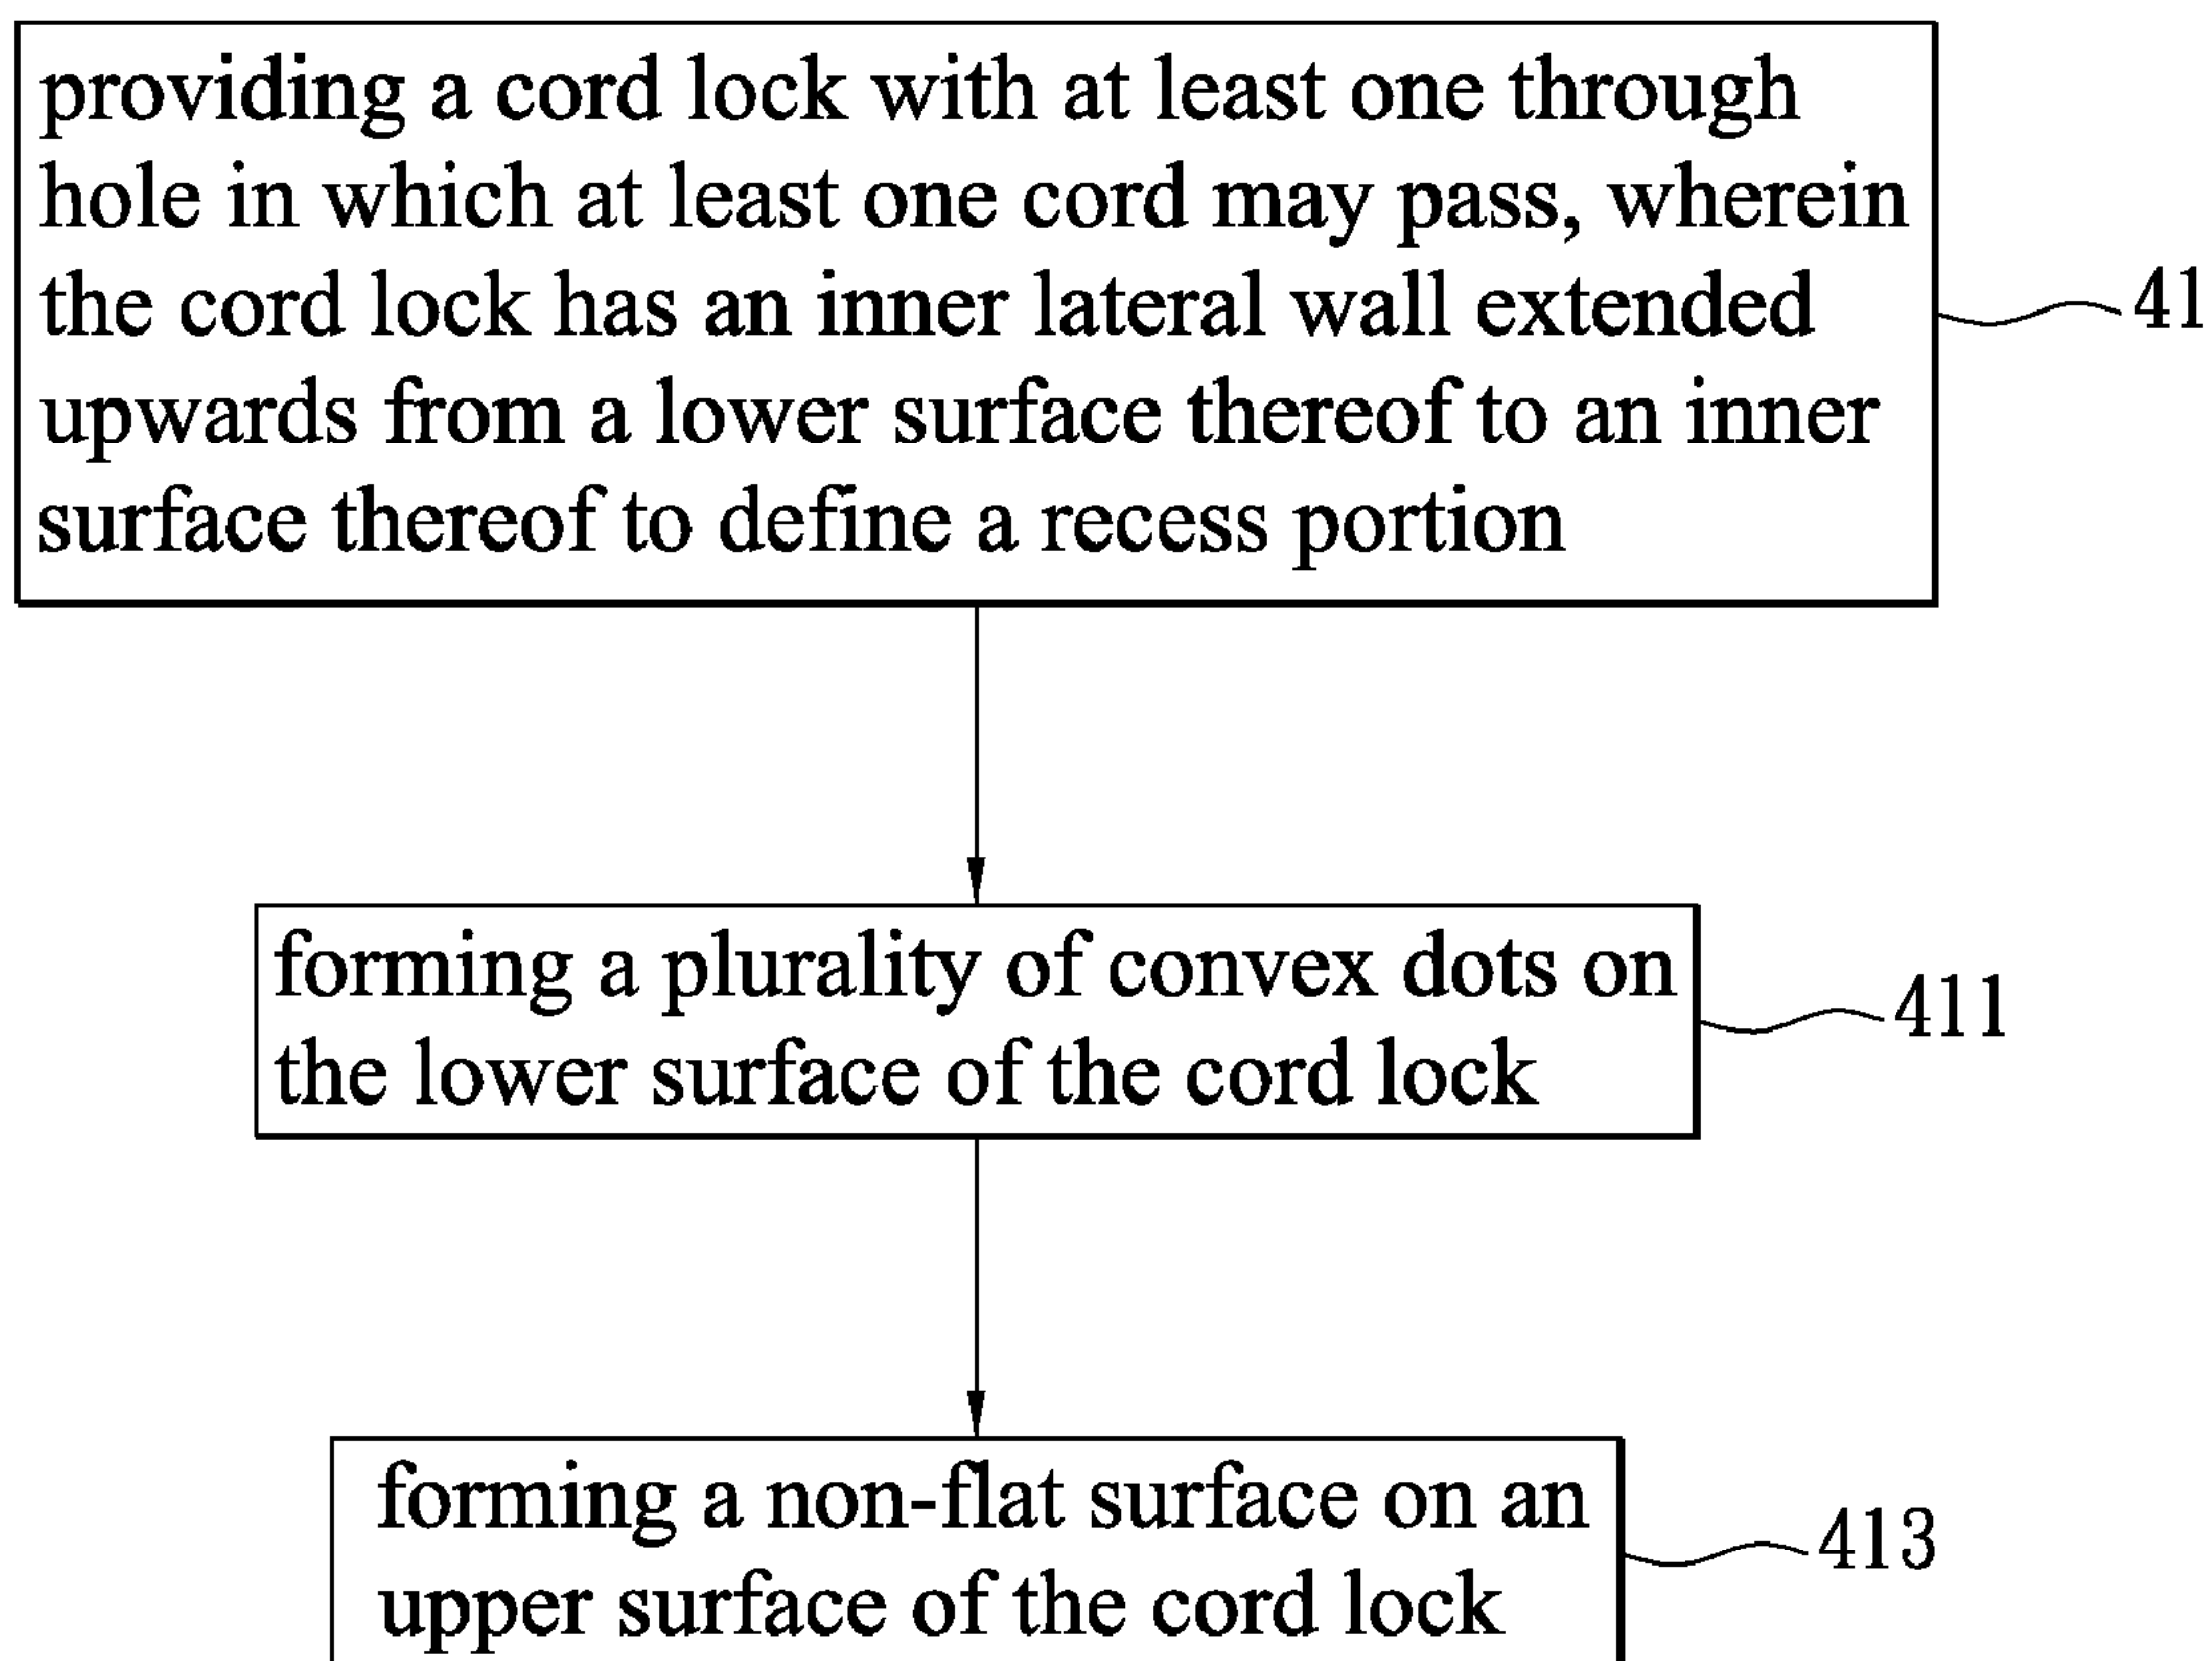 providing a cord lock with at least one through
hole in which at least one cord may pass, wherein
the cord lock has an inner lateral wall extended
upwards from a lower surface thereof to an inner
surface thereof to define a recess portion
41
forming a plurality of convex dots on
the lower surface of the cord lock
411
forming a non-flat surface on an
upper surface of the cord lock
413